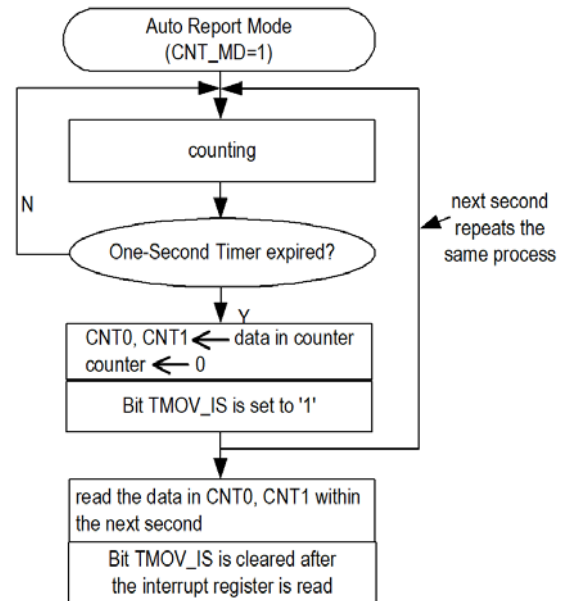 Auto Report Mode
(CNT_MD=1)
counting
N
next second
repeats the
same process
One-Second Timer expired?
Y
CNT0, CNT1 ← data in counter
counter ← 0
Bit TMOV_IS is set to '1'
read the data in CNT0, CNT1 within
the next second
Bit TMOV_IS is cleared after
the interrupt register is read